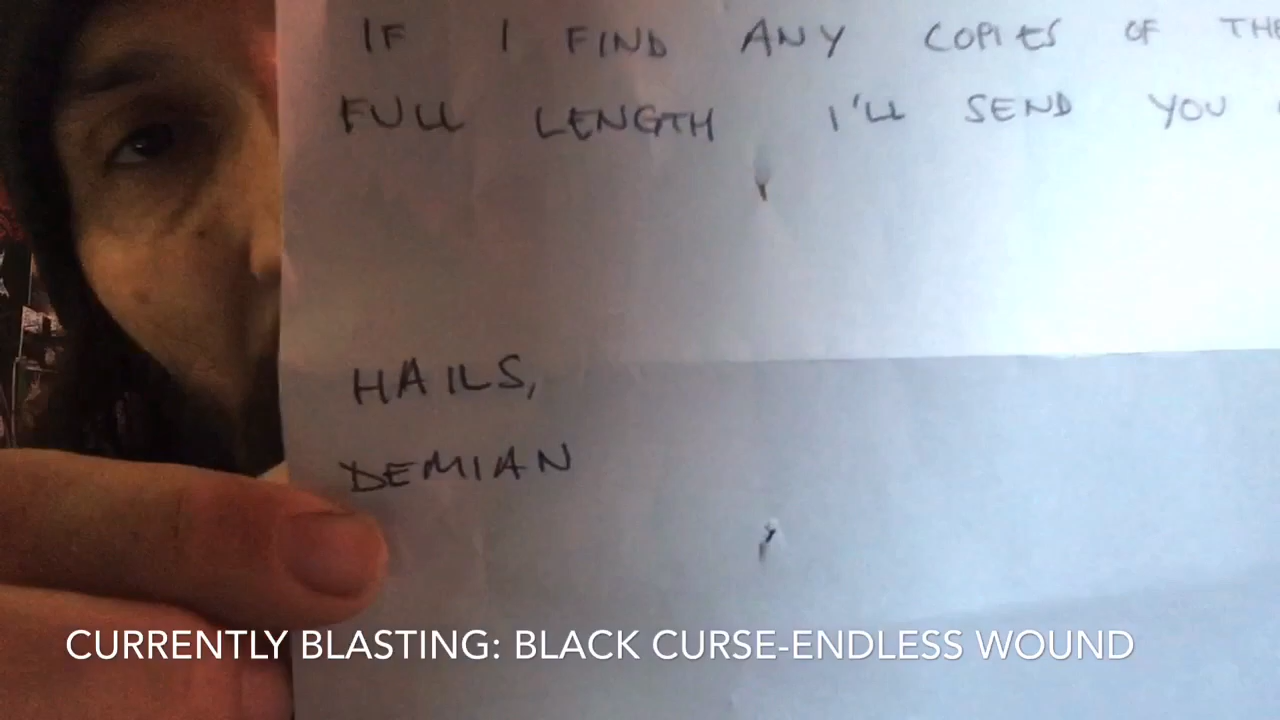 IF I FIND ANY COPIES OF THE
FULL LENGTH I'LL SEND YOU
HAILS,
DEMIAN
CURRENTLY BLASTING: BLACK CURSE-ENDLESS WOUND